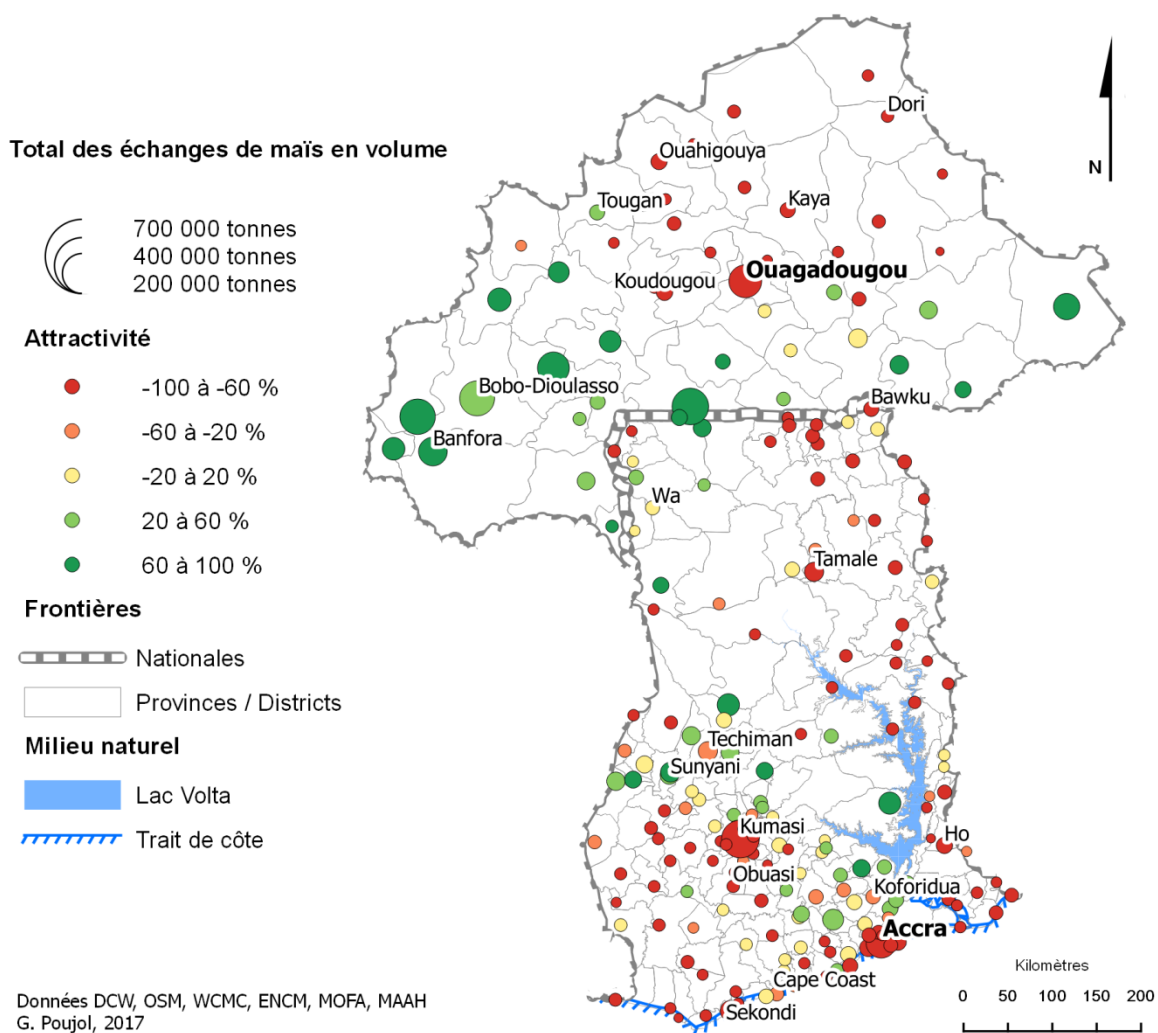 Total des échanges de maïs en volume
700 000 tonnes
400 000 tonnes
200 000 tonnes
Attractivité
-100 à -60 %
-60 à -20 %
-20 à 20 %
20 à 60 %
60 à 100 %
Frontières
Nationales
Provinces / Districts
Milieu naturel
Lac Volta
Trait de côte
Données DCW, OSM, WCMC, ENCM, MOFA, MAAH
G. Poujol, 2017
N
Dori
Ouahigouya
Tougan
Kaya
Ouagadougou
Koudougou
Bobo-Dioulasso
Bawku
Banfora
Wa
Tamale
Techiman
Sunyani
Kumasi
Ho
Obuasi
Koforidua
Accra
Cape Coast
Sekondi
Kilomètres
0 50 100 150 200